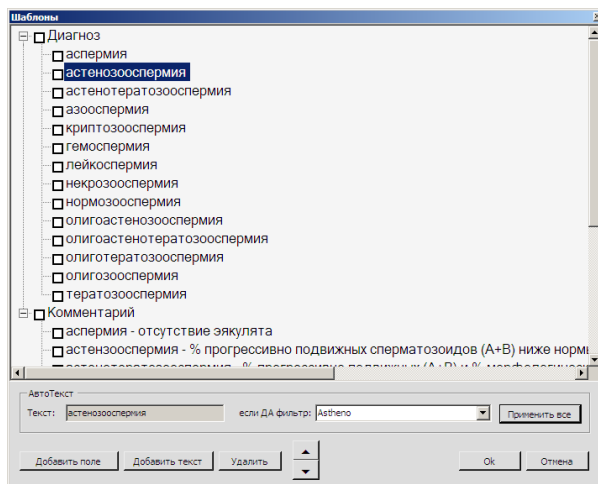 Шаблоны
Диагноз
аспермия
астенозооспермия
астенотератозооспермия
азооспермия
криптозооспермия
гемоспермия
лейкоспермия
некрозооспермия
нормозооспермия
олигоастенозооспермия
олигоастенотератозооспермия
олиготератозооспермия
олигозооспермия
тератозооспермия
Комментарий
аспермия - отсутствие эякулята
астензооспермия - % прогрессивно подвижных сперматозоидов (А+В) ниже норм
АвтоТекст
Текст: астенозооспермия если ДА фильтр: Astheno Применить все
Добавить поле Добавить текст Удалить Ok Отмена